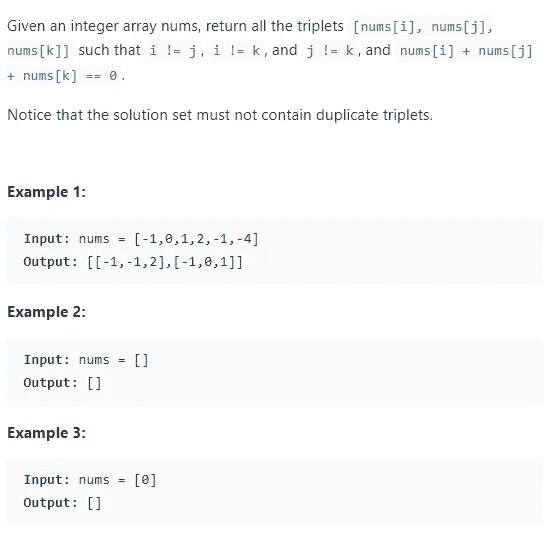 Given an integer array nums, return all the triplets [nums[i], nums[j],
nums[k]] such that i != j, i != k, and j != k, and nums[i] + nums[j]
+ nums[k] == 0.
Notice that the solution set must not contain duplicate triplets.
Example 1:
Input: nums = [-1,0,1,2,-1,-4]
Output: [[-1,-1,2],[-1,0,1]]
Example 2:
Input: nums = []
Output: []
Example 3:
Input: nums = [0]
Output: []